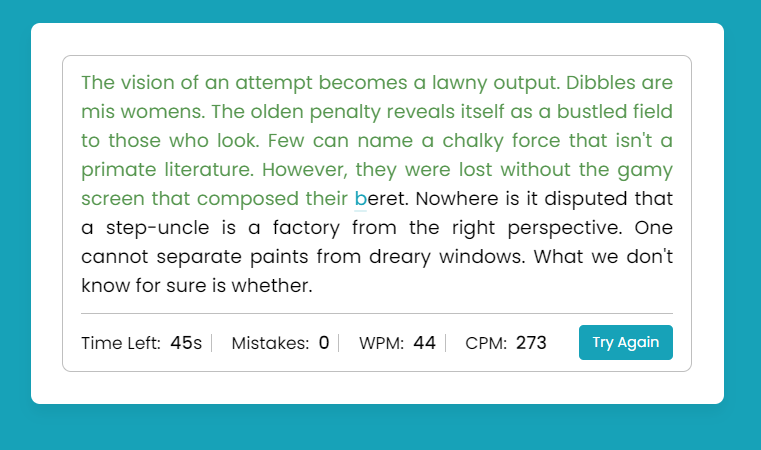 The vision of an attempt becomes a lawny output. Dibbles are
mis womens. The olden penalty reveals itself as a bustled field
to those who look. Few can name a chalky force that isn't a
primate literature. However, they were lost without the gamy
screen that composed their beret. Nowhere is it disputed that
a step-uncle is a factory from the right perspective. One
cannot separate paints from dreary windows. What we don't
know for sure is whether.
Time Left: 45s Mistakes: 0 WPM: 44 CPM: 273 Try Again